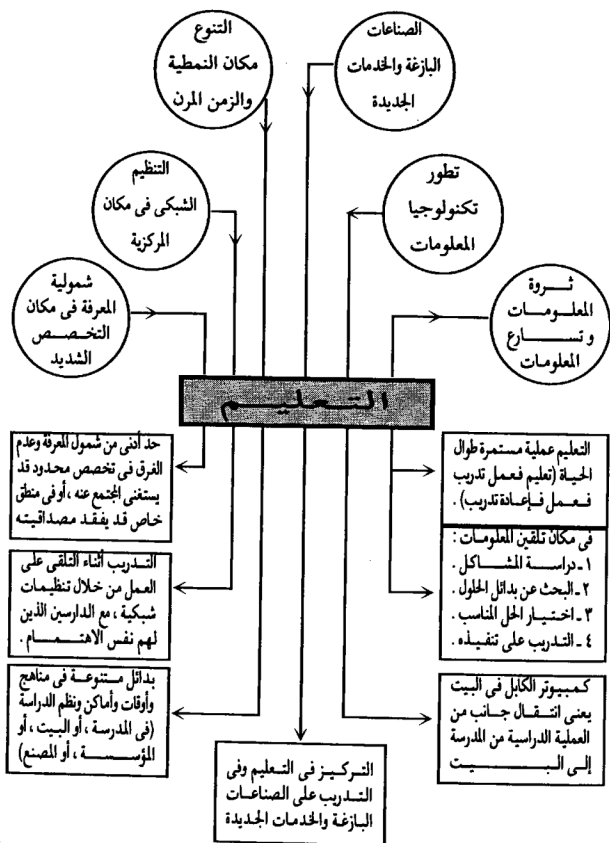 الصناعات
البازغة والخدمات
الجديدة
التنوع
مكان النمطية
والزمن المرن
تطور
تكنولوجيا
المعلومات
التنظيم
الشبكى فى مكان
المركزية
ثروة
المعلومات
وتسارع
المعلومات
شمولية
المعرفة فى مكان
التخصص
الشديد
التعليم
التعليم عملية مستمرة طوال
الحياة (تعليم فعمل تدريب
فعمل فإعادة تدريب) .
حد أدنى من شمول المعرفة وعدم
الغرق فى تخصص محدود قد
يستغنى المجتمع عنه ، أو فى منطق
خاص قد يفقد مصداقيته
فى مكان تلقين المعلومات :
١ ـ دراسة المشاكل .
٢ ـ البحث عن بدائل الحلول .
٣ ـ اختيار الحل المناسب .
٤ ـ التدريب على تنفيذه .
التدريب أثناء التلقى على
العمل من خلال تنظيمات
شبكية ، مع الدارسين الذين
لهم نفس الاهتمام .
كمبيوتر الكابل فى البيت
يعنى انتقال جانب من
العملية الدراسية من المدرسة
إلى البيت
بدائل متنوعة فى مناهج
وأوقات وأماكن ونظم الدراسة
(فى المدرسة ، أو البيت ، أو
المؤسسة ، أو المصنع)
التركيز فى التعليم وفى
التدريب على الصناعات
البازغة والخدمات الجديدة